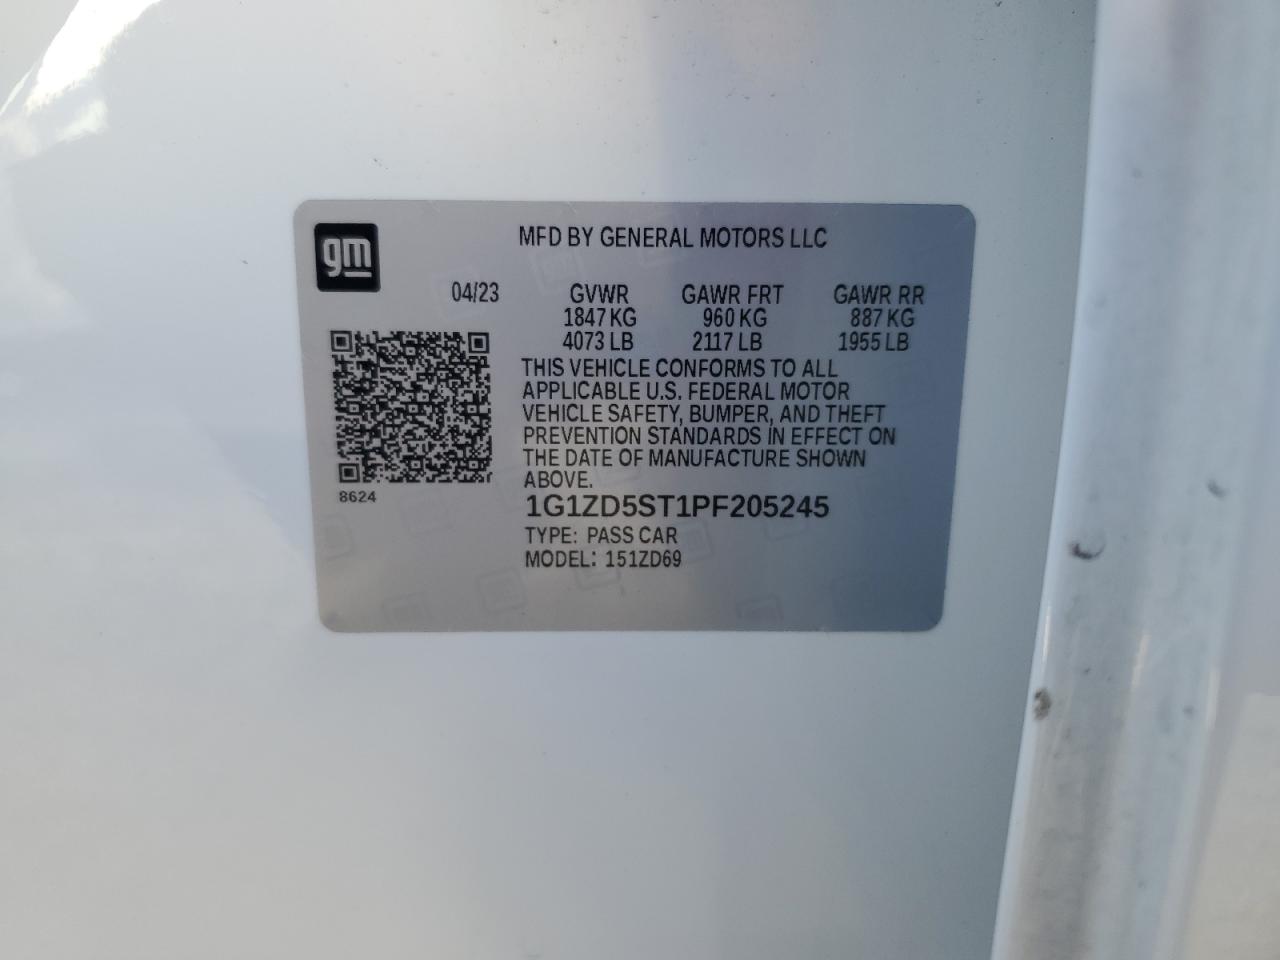 gm
MFD BY GENERAL MOTORS LLC
04/23 GVWR GAWR FRT GAWR RR
1847 KG 960 KG 887 KG
4073 LB 2117 LB 1955 LB
THIS VEHICLE CONFORMS TO ALL
APPLICABLE U.S. FEDERAL MOTOR
VEHICLE SAFETY, BUMPER, AND THEFT
PREVENTION STANDARDS IN EFFECT ON
THE DATE OF MANUFACTURE SHOWN
ABOVE.
8624
1G1ZD5ST1PF205245
TYPE: PASS CAR
MODEL: 151ZD69